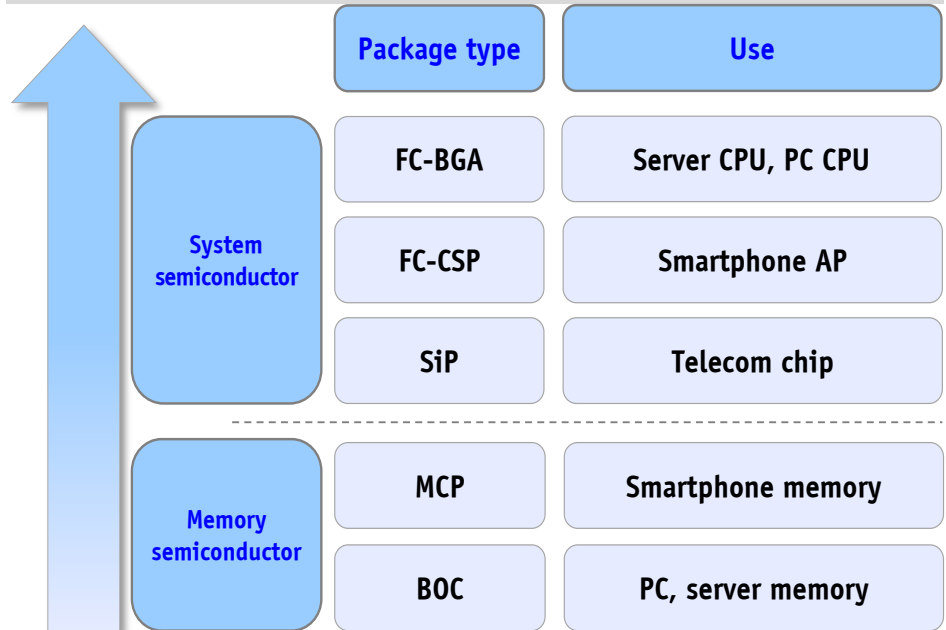 Package type
Use
System
semiconductor
FC-BGA
Server CPU, PC CPU
FC-CSP
Smartphone AP
SiP
Telecom chip
Memory
semiconductor
MCP
Smartphone memory
BOC
PC, server memory